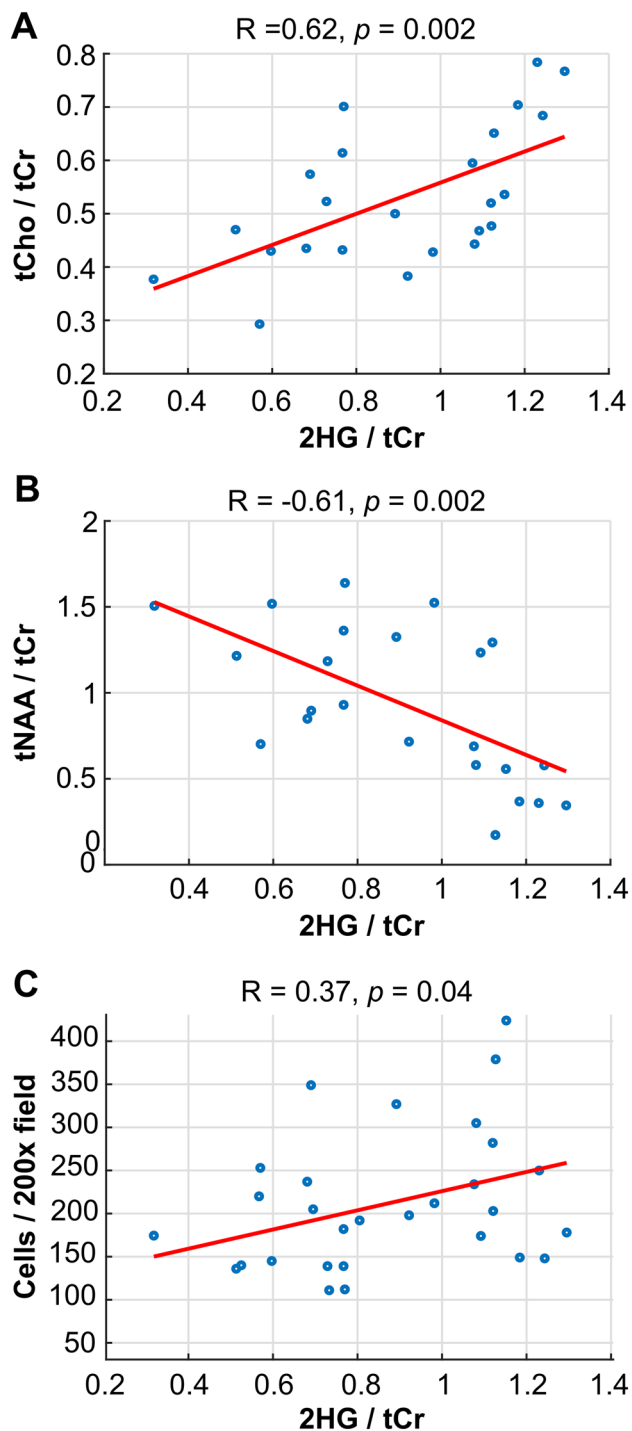 A
R =0.62, p = 0.002
0.8
0.7
0.6
0.5
0.4
0.3
0.2
tCho / tCr
0.2 0.4 0.6 0.8 1 1.2 1.4
2HG / tCr
B
R = -0.61, p = 0.002
2
1.5
1
0.5
0
0
tNAA / tCr
0.4 0.6 0.8 1 1.2 1.4
2HG / tCr
C
R = 0.37, p = 0.04
400
350
300
250
200
150
100
50
Cells / 200x field
0.2 0.4 0.6 0.8 1 1.2 1.4
2HG / tCr